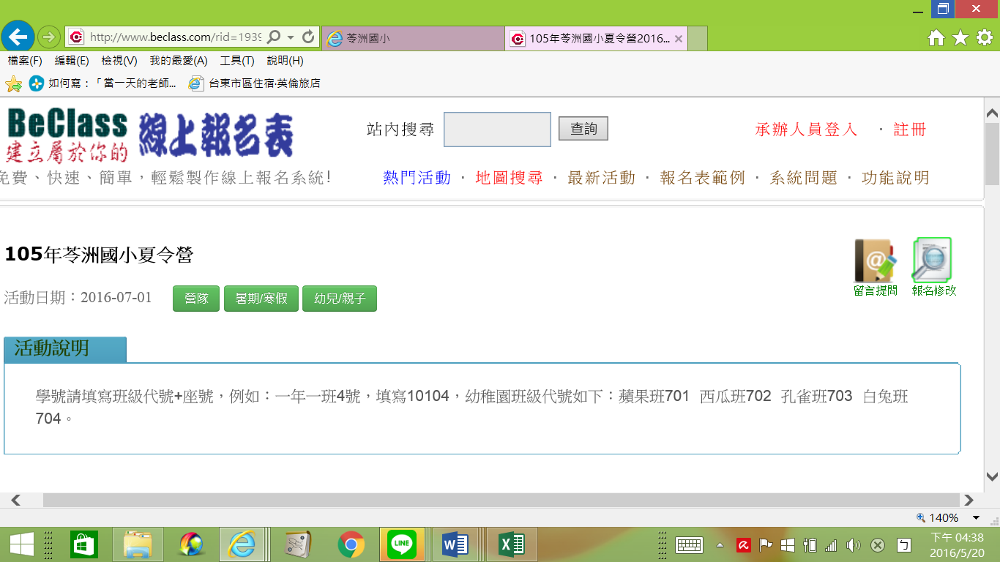 http://www.beclass.com/rid=1939
苓洲國小
105年苓洲國小夏令營2016...
檔案(F) 編輯(E) 檢視(V) 我的最愛(A) 工具(T) 說明(H)
如何寫：「當一天的老師... 台東市區住宿‧英倫旅店
BeClass
建立屬於你的
線上報名表
站內搜尋 查詢 承辦人員登入 · 註冊
免費、快速、簡單，輕鬆製作線上報名系統!
熱門活動 · 地圖搜尋 · 最新活動 · 報名表範例 · 系統問題 · 功能說明
105年苓洲國小夏令營
留言提問 報名修改
活動日期：2016-07-01 營隊 暑期/寒假 幼兒/親子
活動說明
學號請填寫班級代號+座號，例如：一年一班4號，填寫10104，幼稚園班級代號如下：蘋果班701 西瓜班702 孔雀班703 白兔班
704。
140%
LINE
下午 04:38
2016/5/20